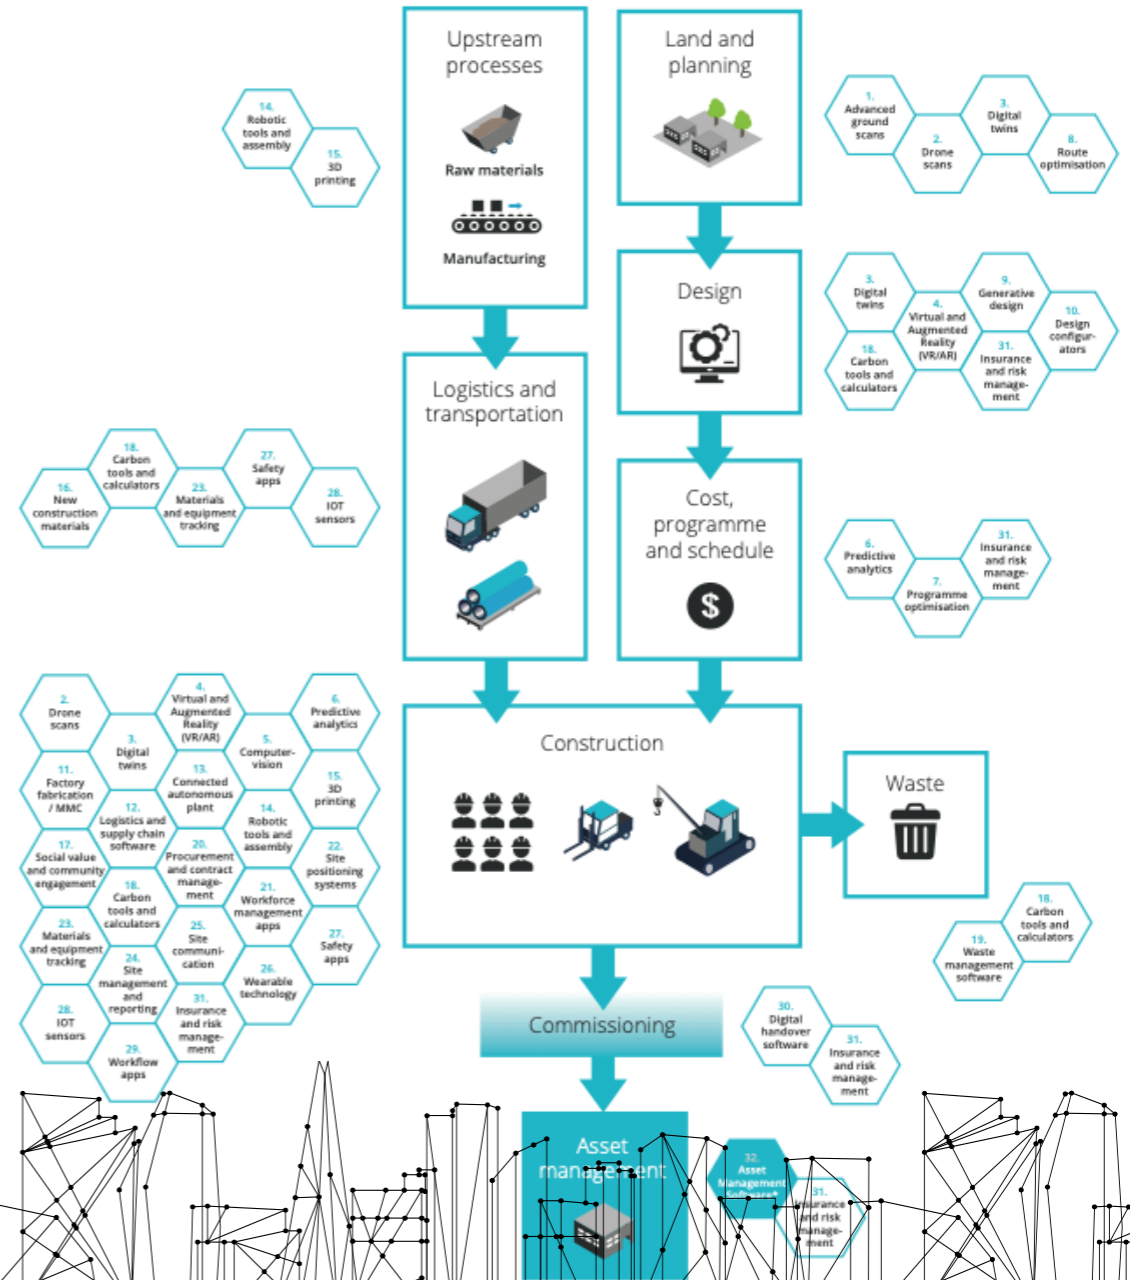 Upstream
processes
Raw materials
Manufacturing
Land and
planning
14.
Robotic
tools and
assembly
15.
3D
printing
1.
Advanced
ground
scans
2.
Drone
scans
3.
Digital
twins
8.
Route
optimisation
Design
3.
Digital
twins
4.
Virtual and
Augmented
Reality
(VR/AR)
9.
Generative
design
10.
Design
configur-
ators
18.
Carbon
tools and
calculators
31.
Insurance
and risk
manage-
ment
Logistics and
transportation
16.
New
construction
materials
18.
Carbon
tools and
calculators
23.
Materials
and equipment
tracking
27.
Safety
apps
28.
IOT
sensors
Cost,
programme
and schedule
$
6.
Predictive
analytics
7.
Programme
optimisation
31.
Insurance
and risk
manage-
ment
Construction
2.
Drone
scans
3.
Digital
twins
4.
Virtual and
Augmented
Reality
(VR/AR)
5.
Computer-
vision
6.
Predictive
analytics
11.
Factory
fabrication
/ MMC
12.
Logistics and
supply chain
software
13.
Connected
autonomous
plant
14.
Robotic
tools and
assembly
15.
3D
printing
17.
Social value
and community
engagement
18.
Carbon
tools and
calculators
20.
Procurement
and contract
manage-
ment
21.
Workforce
management
apps
22.
Site
positioning
systems
23.
Materials
and equipment
tracking
24.
Site
management
and
reporting
25.
Site
communi-
cation
26.
Wearable
technology
27.
Safety
apps
28.
IOT
sensors
29.
Workflow
apps
31.
Insurance
and risk
manage-
ment
Waste
18.
Carbon
tools and
calculators
19.
Waste
management
software
Commissioning
30.
Digital
handover
software
31.
Insurance
and risk
manage-
ment
Asset
management
32.
Asset
Management
Software*
31.
Insurance
and risk
manage-
ment